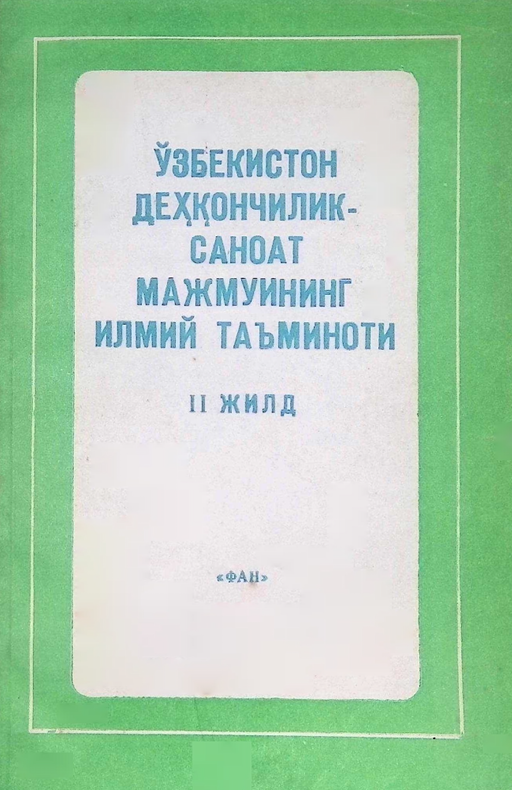 ЎЗБЕКИСТОН
ДЕҲҚОНЧИЛИК-
САНОАТ
МАЖМУИНИНГ
ИЛМИЙ ТАЪМИНОТИ
II ЖИЛД
«ФАН»